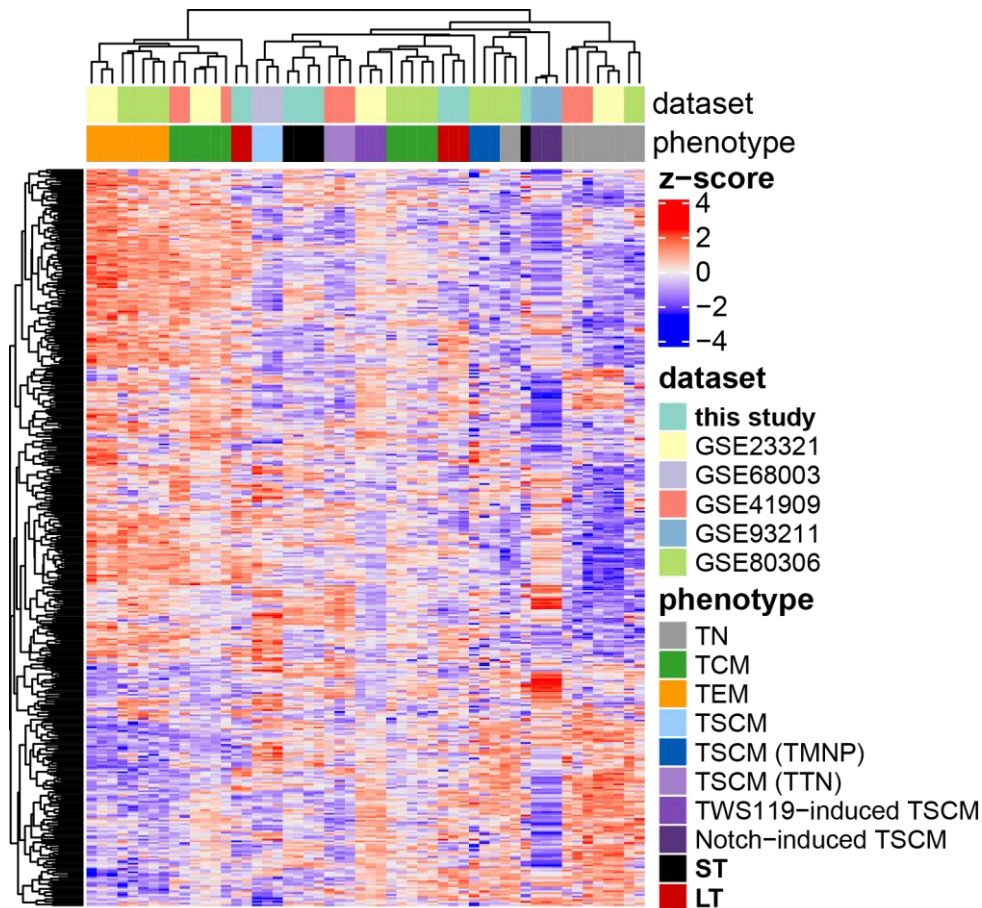 dataset
phenotype
z−score
4
2
0
−2
−4
dataset
this study
GSE23321
GSE68003
GSE41909
GSE93211
GSE80306
phenotype
TN
TCM
TEM
TSCM
TSCM (TMNP)
TSCM (TTN)
TWS119−induced TSCM
Notch−induced TSCM
ST
LT